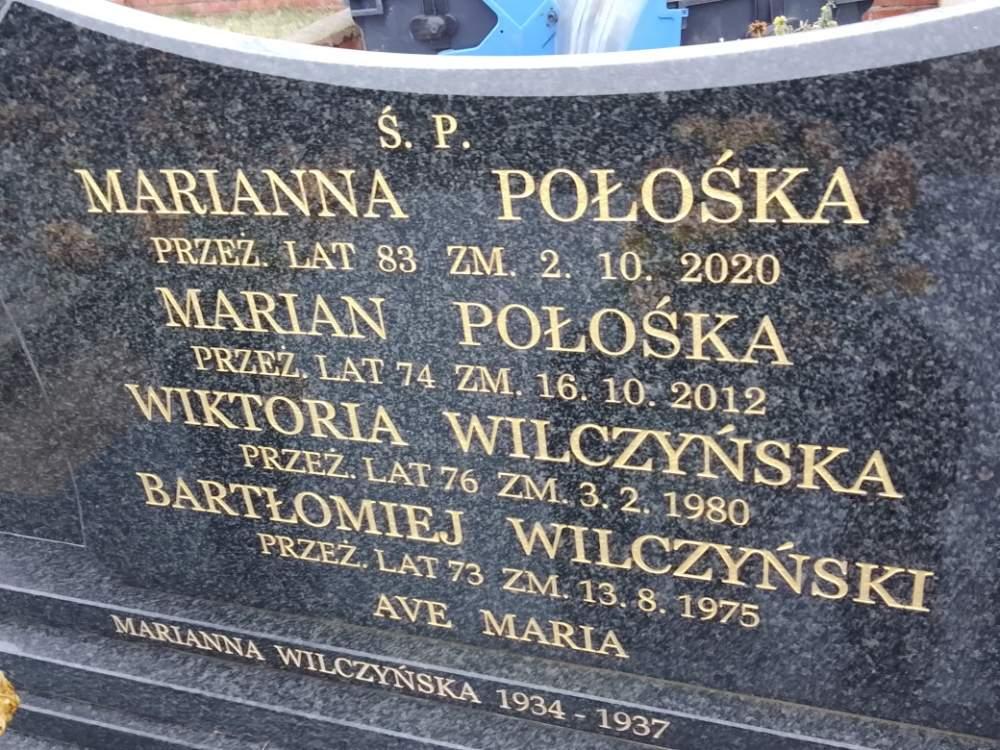 Ś. P.
MARIANNA POŁOŚKA
PRZEŻ. LAT 83 ZM. 2. 10. 2020
MARIAN POŁOŚKA
PRZEŻ. LAT 74 ZM. 16. 10. 2012
WIKTORIA WILCZYŃSKA
PRZEŻ. LAT 76 ZM. 3. 2. 1980
BARTŁOMIEJ WILCZYŃSKI
PRZEŻ. LAT 73 ZM. 13. 8. 1975
AVE MARIA
MARIANNA WILCZYŃSKA 1934 - 1937